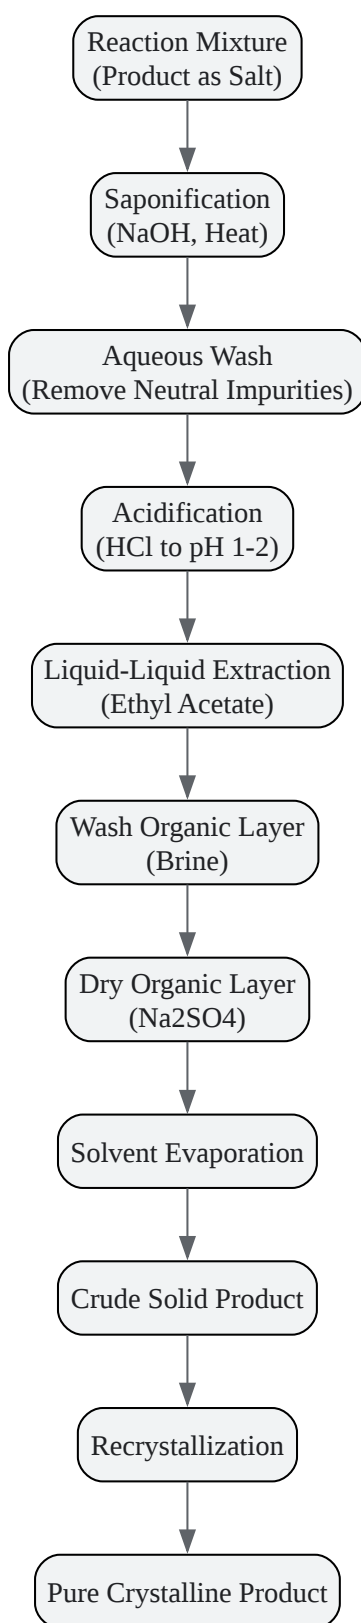 Reaction Mixture
(Product as Salt)
Saponification
(NaOH, Heat)
Aqueous Wash
(Remove Neutral Impurities)
Acidification
(HCl to pH 1-2)
Liquid-Liquid Extraction
(Ethyl Acetate)
Wash Organic Layer
(Brine)
Dry Organic Layer
(Na2SO4)
Solvent Evaporation
Crude Solid Product
Recrystallization
Pure Crystalline Product